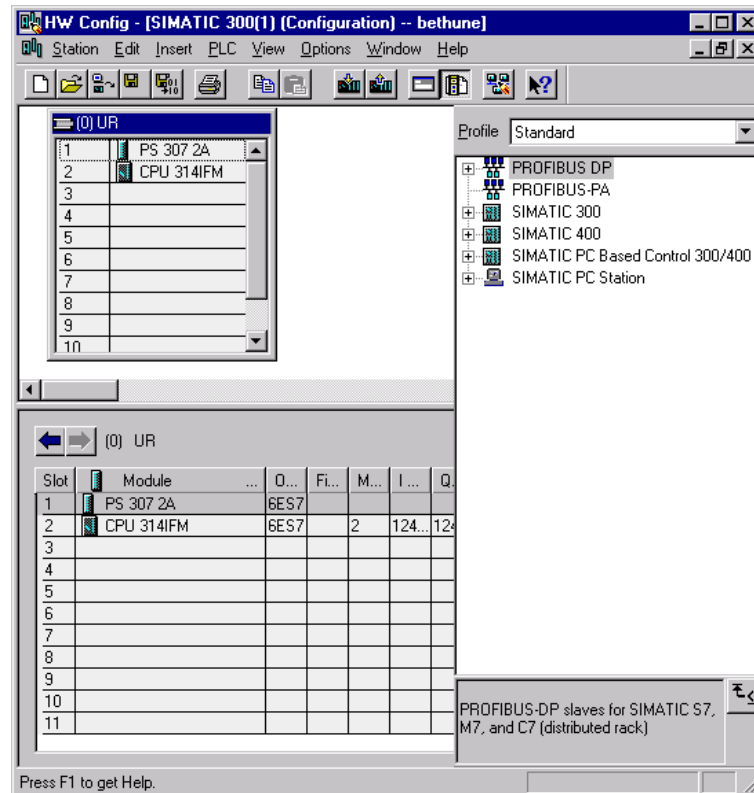 HW Config - [SIMATIC 300(1) (Configuration) -- bethune]
Station Edit Insert PLC View Options Window Help
(0) UR
1 PS 307 2A
2 CPU 314IFM
3
4
5
6
7
8
9
10
Profile Standard
PROFIBUS DP
PROFIBUS-PA
SIMATIC 300
SIMATIC 400
SIMATIC PC Based Control 300/400
SIMATIC PC Station
(0) UR
Slot Module ... O... Fi... M... I ... Q.
1 PS 307 2A 6ES7
2 CPU 314IFM 6ES7 2 124... 124
3
4
5
6
7
8
9
10
11
PROFIBUS-DP slaves for SIMATIC S7,
M7, and C7 (distributed rack)
Press F1 to get Help.